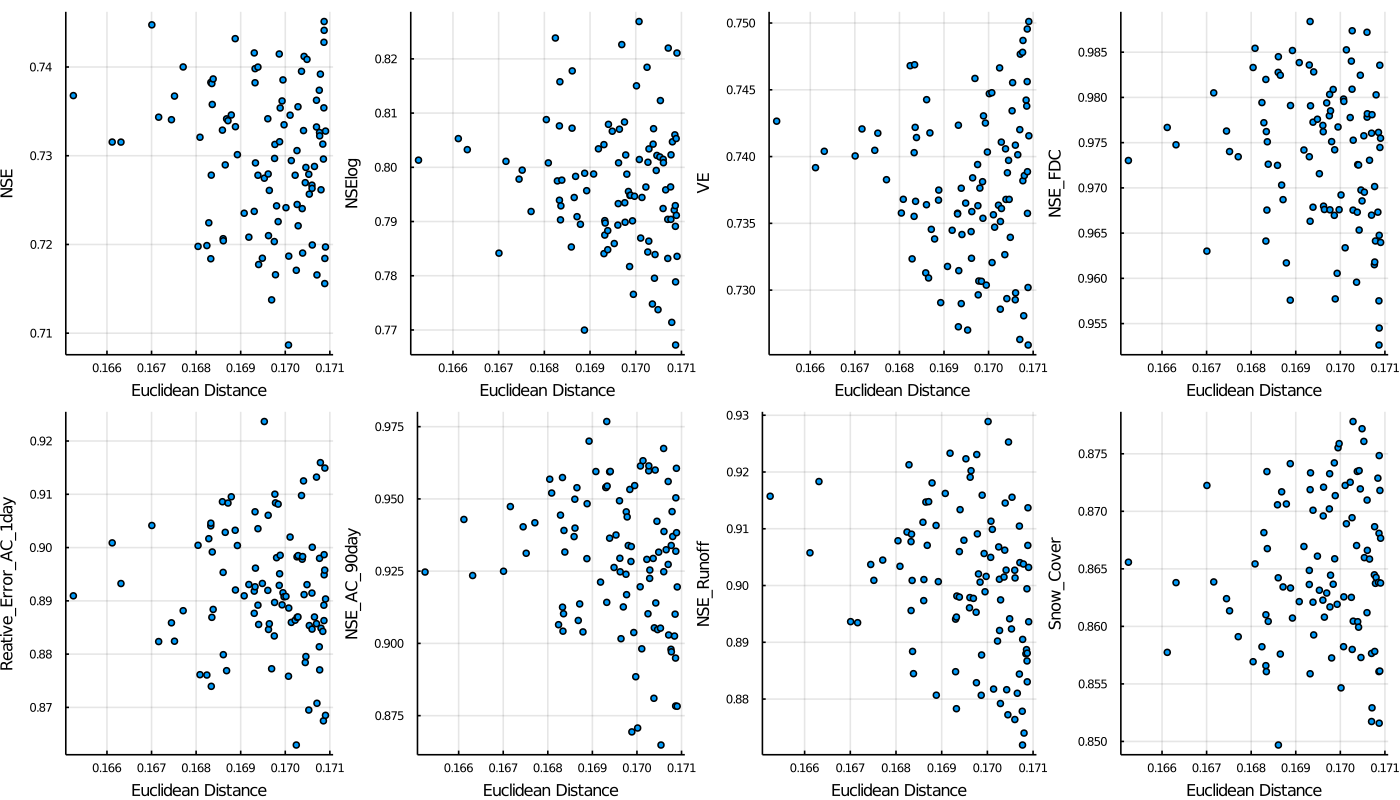 NSE
0.74
0.73
0.72
0.71
0.166 0.167 0.168 0.169 0.170 0.171
Euclidean Distance
NSElog
0.82
0.81
0.80
0.79
0.78
0.77
0.166 0.167 0.168 0.169 0.170 0.171
Euclidean Distance
VE
0.750
0.745
0.740
0.735
0.730
0.166 0.167 0.168 0.169 0.170 0.171
Euclidean Distance
NSE_FDC
0.985
0.980
0.975
0.970
0.965
0.960
0.955
0.166 0.167 0.168 0.169 0.170 0.171
Euclidean Distance
Reative_Error_AC_1day
0.92
0.91
0.90
0.89
0.88
0.87
0.166 0.167 0.168 0.169 0.170 0.171
Euclidean Distance
NSE_AC_90day
0.975
0.950
0.925
0.900
0.875
0.166 0.167 0.168 0.169 0.170 0.171
Euclidean Distance
NSE_Runoff
0.93
0.92
0.91
0.90
0.89
0.88
0.166 0.167 0.168 0.169 0.170 0.171
Euclidean Distance
Snow_Cover
0.875
0.870
0.865
0.860
0.855
0.850
0.166 0.167 0.168 0.169 0.170 0.171
Euclidean Distance